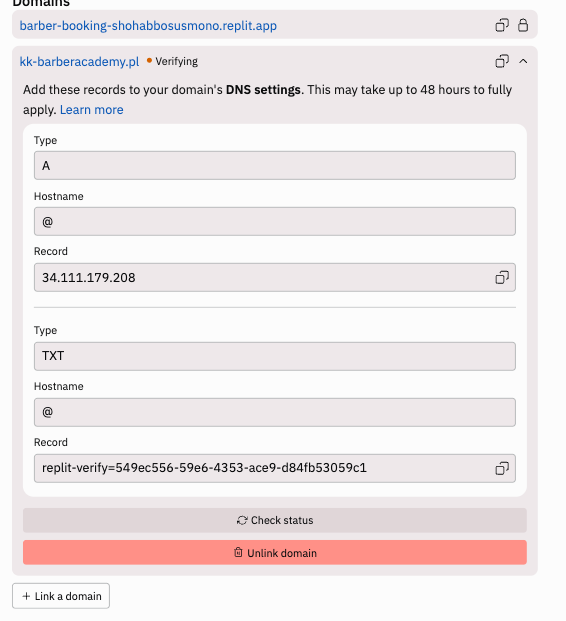 Domains
barber-booking-shohabbosusmono.replit.app
kk-barberacademy.pl Verifying
Add these records to your domain's DNS settings. This may take up to 48 hours to fully
apply. Learn more
Type
A
Hostname
@
Record
34.111.179.208
Type
TXT
Hostname
@
Record
replit-verify=549ec556-59e6-4353-ace9-d84fb53059c1
Check status
Unlink domain
+ Link a domain